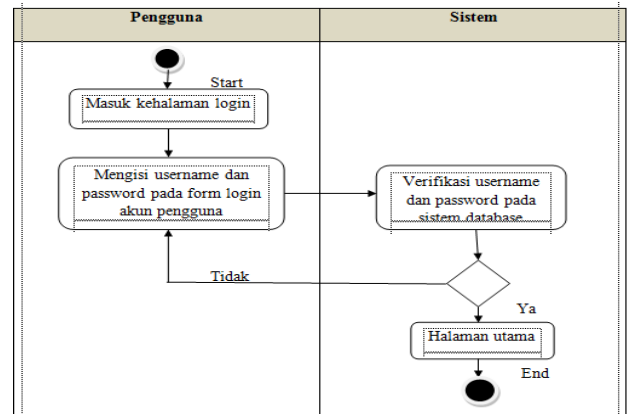 Pengguna
Sistem
Start
Masuk kehalaman login
Mengisi username dan
password pada form login
akun pengguna
Verifikasi username
dan password pada
sistem database
Tidak
Ya
Halaman utama
End